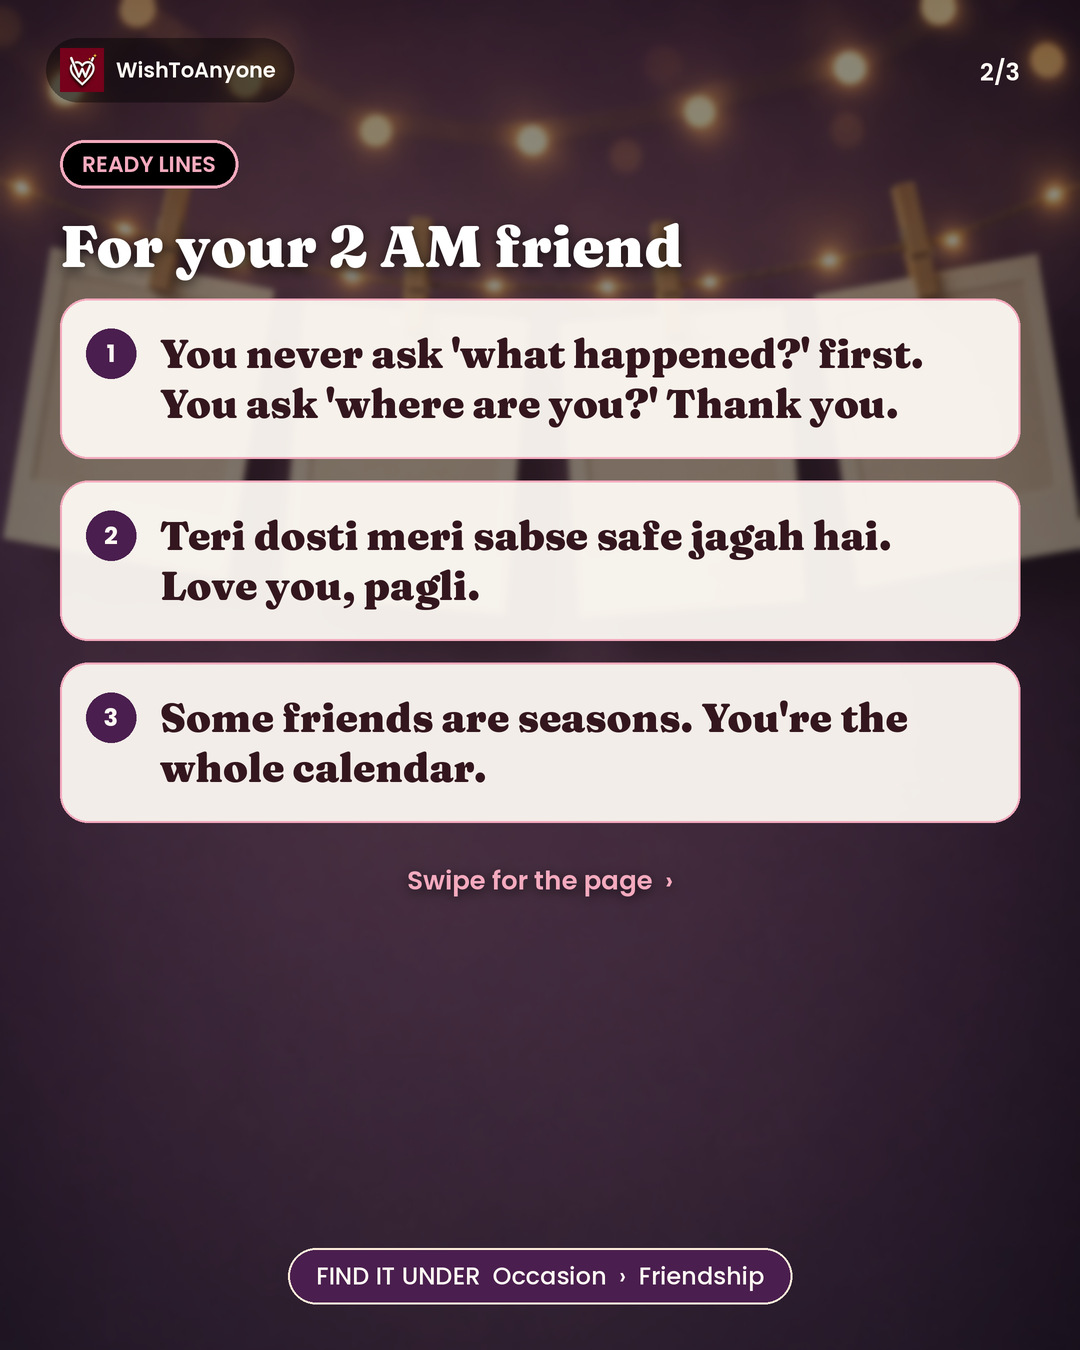 WishToAnyone
2/3
READY LINES
For your 2 AM friend
1
You never ask 'what happened?' first.
You ask 'where are you?' Thank you.
2
Teri dosti meri sabse safe jagah hai.
Love you, pagli.
3
Some friends are seasons. You're the
whole calendar.
Swipe for the page ›
FIND IT UNDER Occasion › Friendship